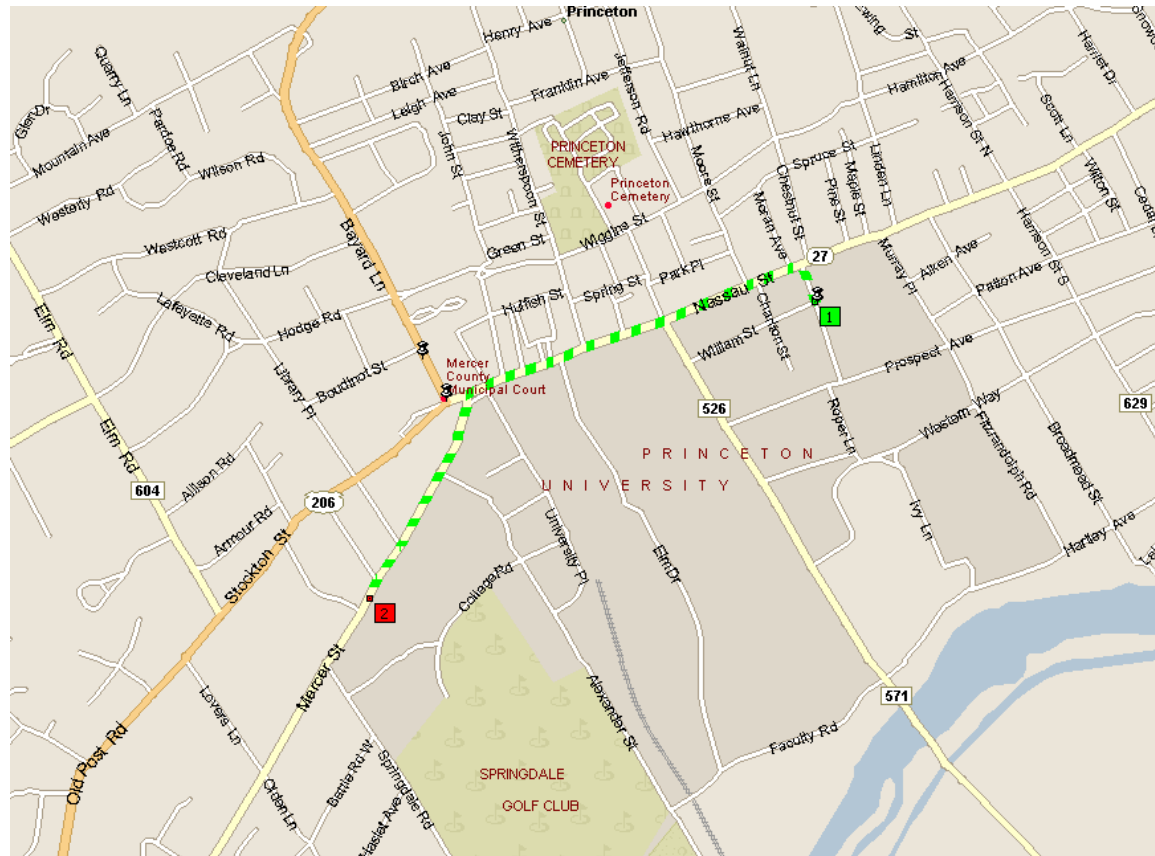 Princeton
Henry Ave
Birch Ave
Leigh Ave
Franklin Ave
Clay St
Quarry Ln
Glen Dr
Mountain Ave
Pardoe Rd
Wilson Rd
John St
Witherspoon St
Jefferson Rd
Walnut Ln
Hawthorne Ave
Hamilton Ave
Harrison St N
Harris Dr
Scott Ln
PRINCETON
CEMETERY
Princeton
Cemetery
Moore St
Spruce St
Linden Ln
Maple St
Pine St
Chestnut St
Moran Ave
Wilton St
Westerly Rd
Westcott Rd
Bayard Ln
Green St
Wiggins St
Cleveland Ln
Lafayette Rd
Hodge Rd
Hulfish St
Spring St
Park Pl
Nassau St
27
Murray Pl
Aiken Ave
Harrison St S
Patton Ave
Elm Rd
Boudinot St
Library Pl
Mercer
County
Municipal Court
1
Charlton St
William St
Prospect Ave
526
629
Elm Rd
604
Allison Rd
206
Armour Rd
Stockton St
PRINCETON
UNIVERSITY
Roper Ln
Western Way
Fitzrandolph Rd
Broadmead St
Ivy Ln
Hartley Ave
University Pl
Elm Dr
College Rd
2
Mercer St
Lovers Ln
Old Post Rd
Alexander St
571
Faculty Rd
Battle Rd W
Springdale Rd
Orden Ln
Haslet Ave
SPRINGDALE
GOLF CLUB